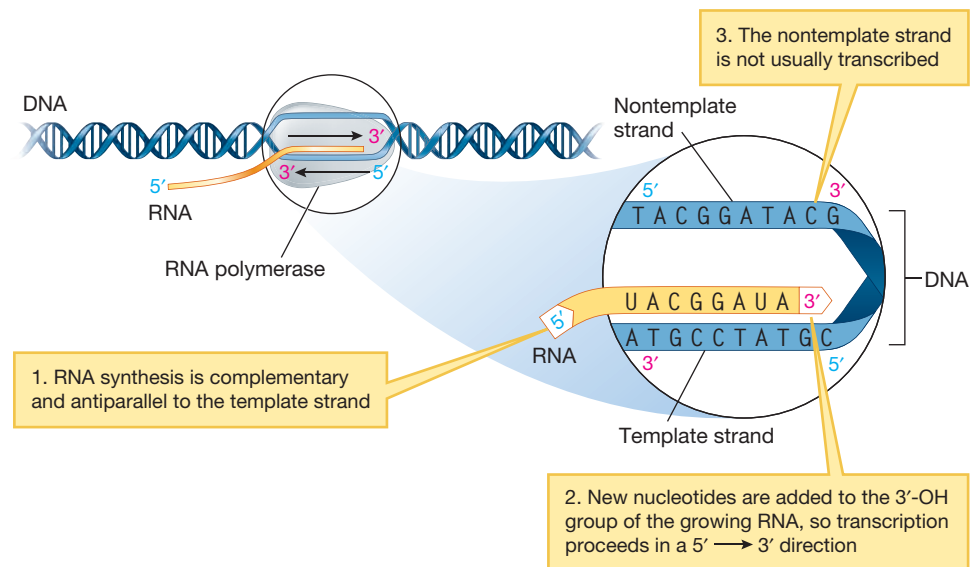 3. The nontemplate strand
is not usually transcribed
DNA
Nontemplate
strand
3′
5′
3′
3′
5′
5′
RNA
T A C G G A T A C G
RNA polymerase
DNA
U A C G G A U A 3′
5′
RNA
A T G C C T A T G C
3′
5′
1. RNA synthesis is complementary
and antiparallel to the template strand
Template strand
2. New nucleotides are added to the 3′-OH
group of the growing RNA, so transcription
proceeds in a 5′ ⟶ 3′ direction